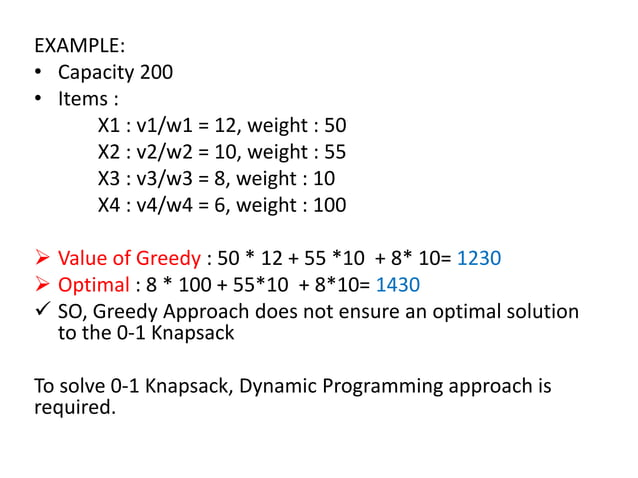 EXAMPLE:
• Capacity 200
• Items :
X1 : v1/w1 = 12, weight : 50
X2 : v2/w2 = 10, weight : 55
X3 : v3/w3 = 8, weight : 10
X4 : v4/w4 = 6, weight : 100
➢ Value of Greedy : 50 * 12 + 55 *10  + 8* 10= 1230
➢ Optimal : 8 * 100 + 55*10  + 8*10= 1430
✓ SO, Greedy Approach does not ensure an optimal solution
to the 0-1 Knapsack
To solve 0-1 Knapsack, Dynamic Programming approach is
required.